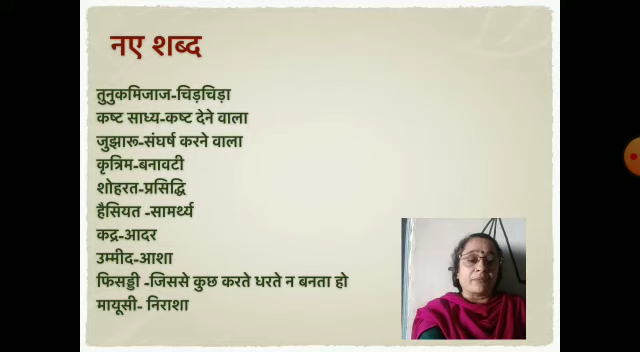 नए शब्द
तुनुकमिजाज-चिड़चिड़ा
कष्ट साध्य-कष्ट देने वाला
जुझारू-संघर्ष करने वाला
कृत्रिम-बनावटी
शोहरत-प्रसिद्धि
हैसियत -सामर्थ्य
कद्र-आदर
उम्मीद-आशा
फिसड्डी -जिससे कुछ करते धरते न बनता हो
मायूसी- निराशा